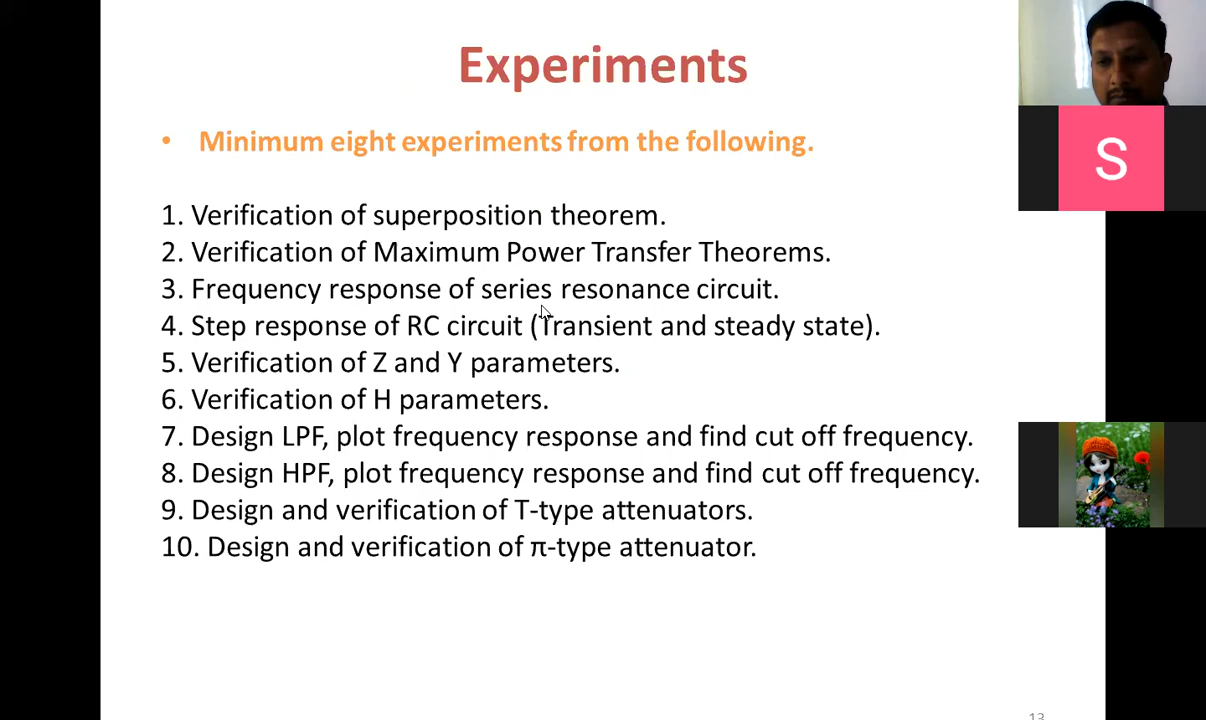 Experiments
• Minimum eight experiments from the following.
1. Verification of superposition theorem.
2. Verification of Maximum Power Transfer Theorems.
3. Frequency response of series resonance circuit.
4. Step response of RC circuit (Transient and steady state).
5. Verification of Z and Y parameters.
6. Verification of H parameters.
7. Design LPF, plot frequency response and find cut off frequency.
8. Design HPF, plot frequency response and find cut off frequency.
9. Design and verification of T-type attenuators.
10. Design and verification of π-type attenuator.
S
13